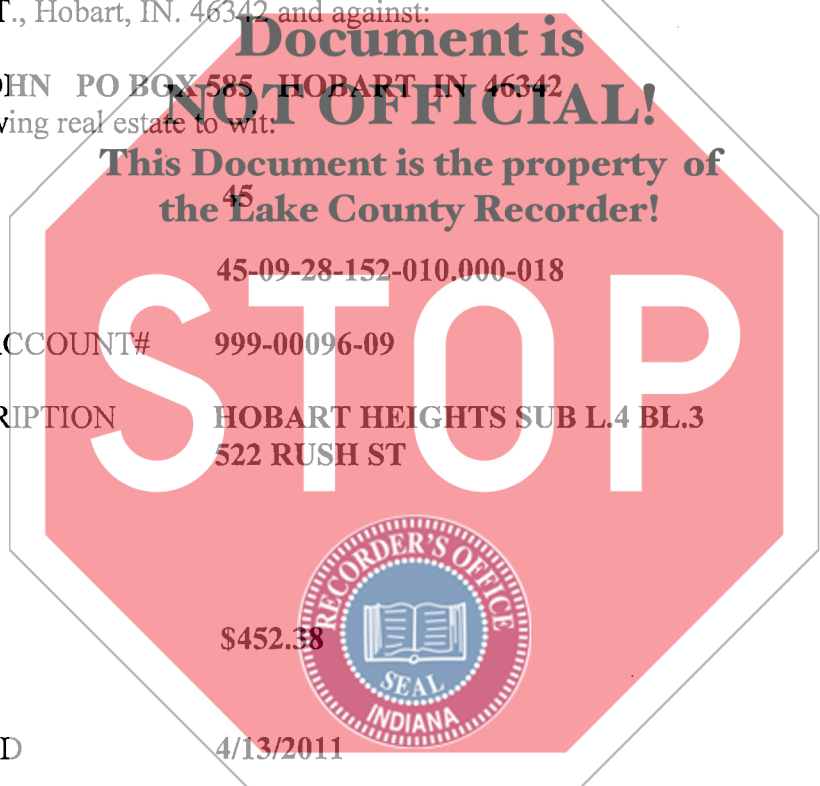 T., Hobart, IN. 46342 and against:
Document is
OHN PO BOX 585 HOBART IN 46342
NOT OFFICIAL!
ving real estate to wit:
This Document is the property of
45
the Lake County Recorder!
45-09-28-152-010.000-018
STOP
ACCOUNT# 999-00096-09
RIPTION HOBART HEIGHTS SUB L.4 BL.3
522 RUSH ST
RECORDER'S OFFICE
$452.38
SEAL
INDIANA
D 4/13/2011